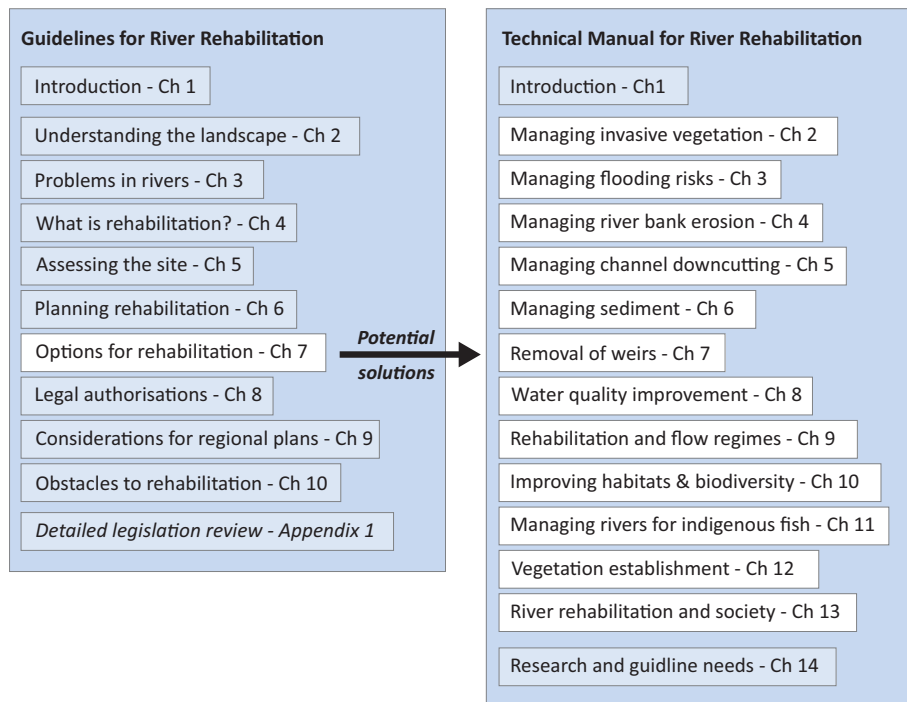 Guidelines for River Rehabilitation
Introduction - Ch 1
Understanding the landscape - Ch 2
Problems in rivers - Ch 3
What is rehabilitation? - Ch 4
Assessing the site - Ch 5
Planning rehabilitation - Ch 6
Options for rehabilitation - Ch 7
Legal authorisations - Ch 8
Considerations for regional plans - Ch 9
Obstacles to rehabilitation - Ch 10
Detailed legislation review - Appendix 1
Potential
solutions
Technical Manual for River Rehabilitation
Introduction - Ch1
Managing invasive vegetation - Ch 2
Managing flooding risks - Ch 3
Managing river bank erosion - Ch 4
Managing channel downcutting - Ch 5
Managing sediment - Ch 6
Removal of weirs - Ch 7
Water quality improvement - Ch 8
Rehabilitation and flow regimes - Ch 9
Improving habitats & biodiversity - Ch 10
Managing rivers for indigenous fish - Ch 11
Vegetation establishment - Ch 12
River rehabilitation and society - Ch 13
Research and guidline needs - Ch 14